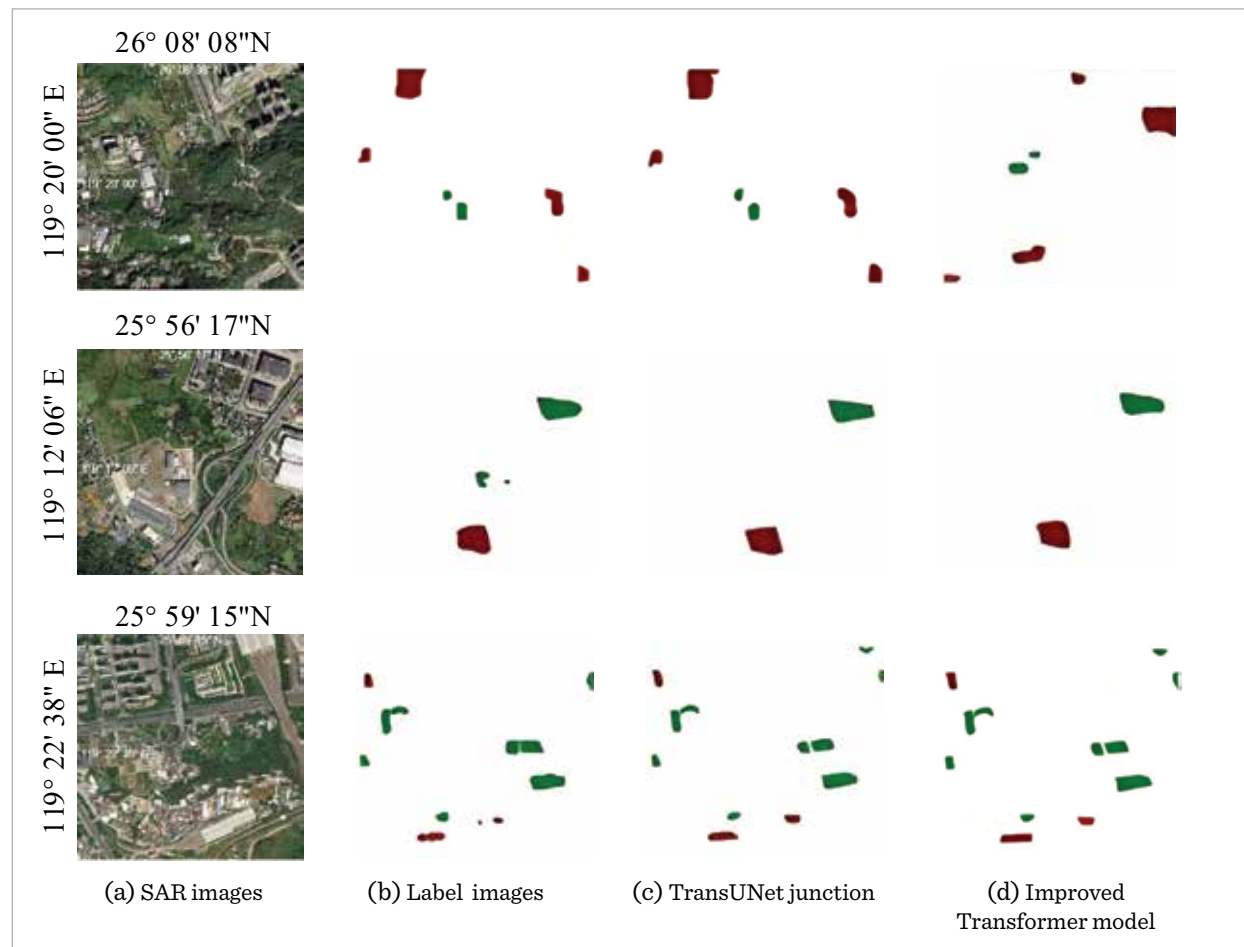 26° 08' 08"N
119° 20' 00" E
25° 56' 17"N
119° 12' 06" E
25° 59' 15"N
119° 22' 38" E
(a) SAR images
(b) Label images
(c) TransUNet junction
(d) Improved
Transformer model